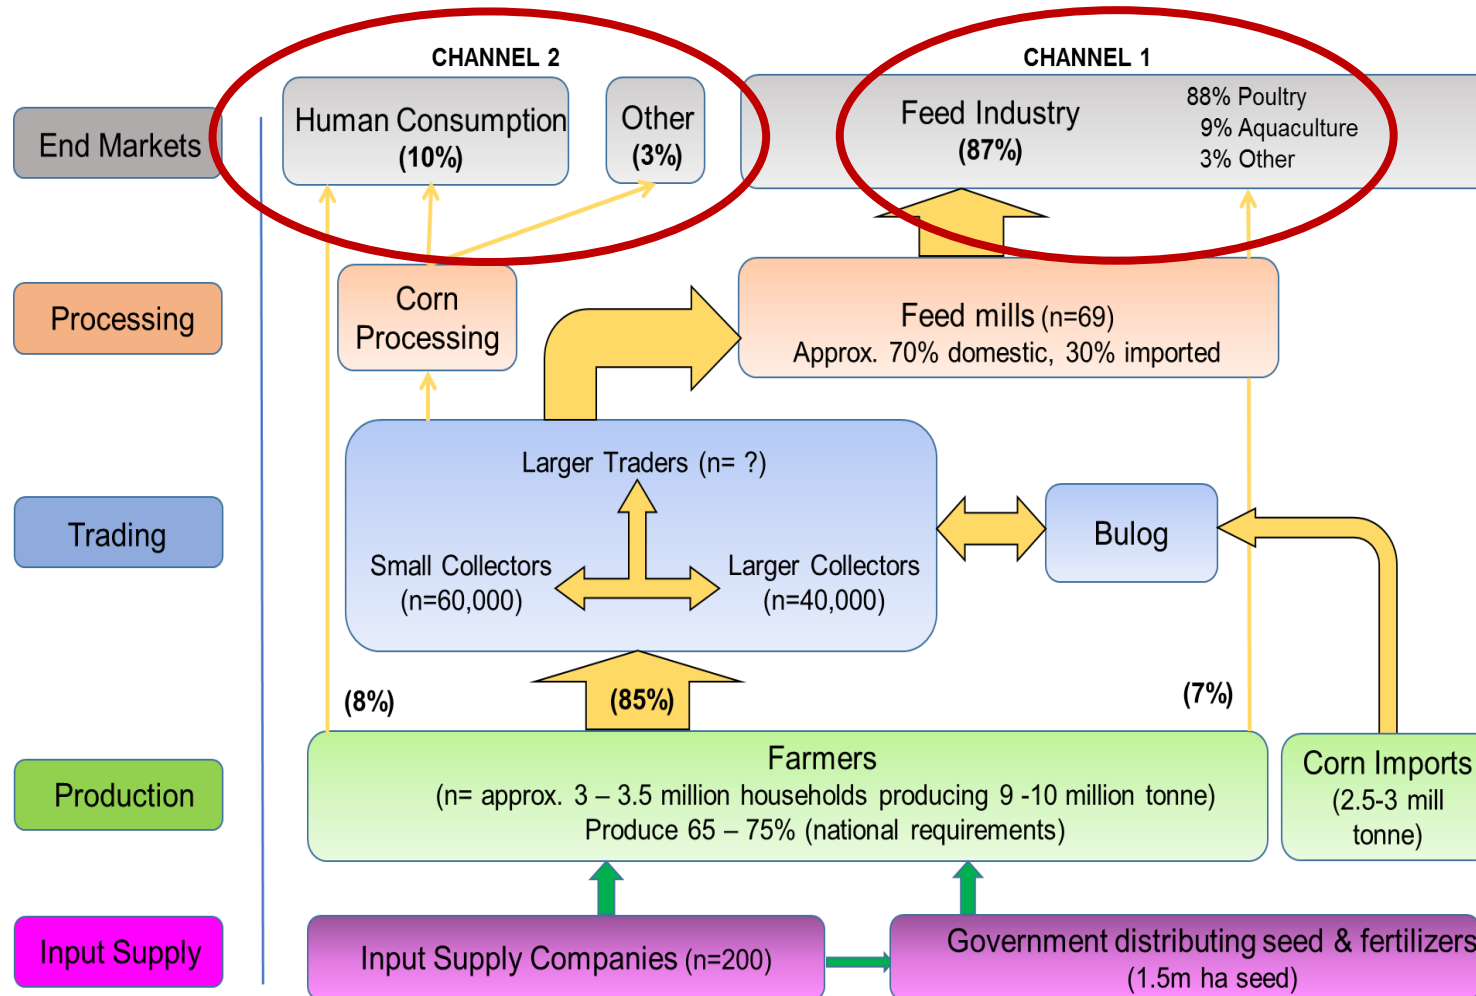 CHANNEL 2
CHANNEL 1
End Markets
Human Consumption
(10%)
Other
(3%)
Feed Industry
(87%)
88% Poultry
9% Aquaculture
3% Other
Processing
Corn
Processing
Feed mills (n=69)
Approx. 70% domestic, 30% imported
Trading
Larger Traders (n= ?)
Small Collectors
(n=60,000)
Larger Collectors
(n=40,000)
Bulog
(8%)
(85%)
(7%)
Production
Farmers
(n= approx. 3 – 3.5 million households producing 9 -10 million tonne)
Produce 65 – 75% (national requirements)
Corn Imports
(2.5-3 mill
tonne)
Input Supply
Input Supply Companies (n=200)
Government distributing seed & fertilizers
(1.5m ha seed)